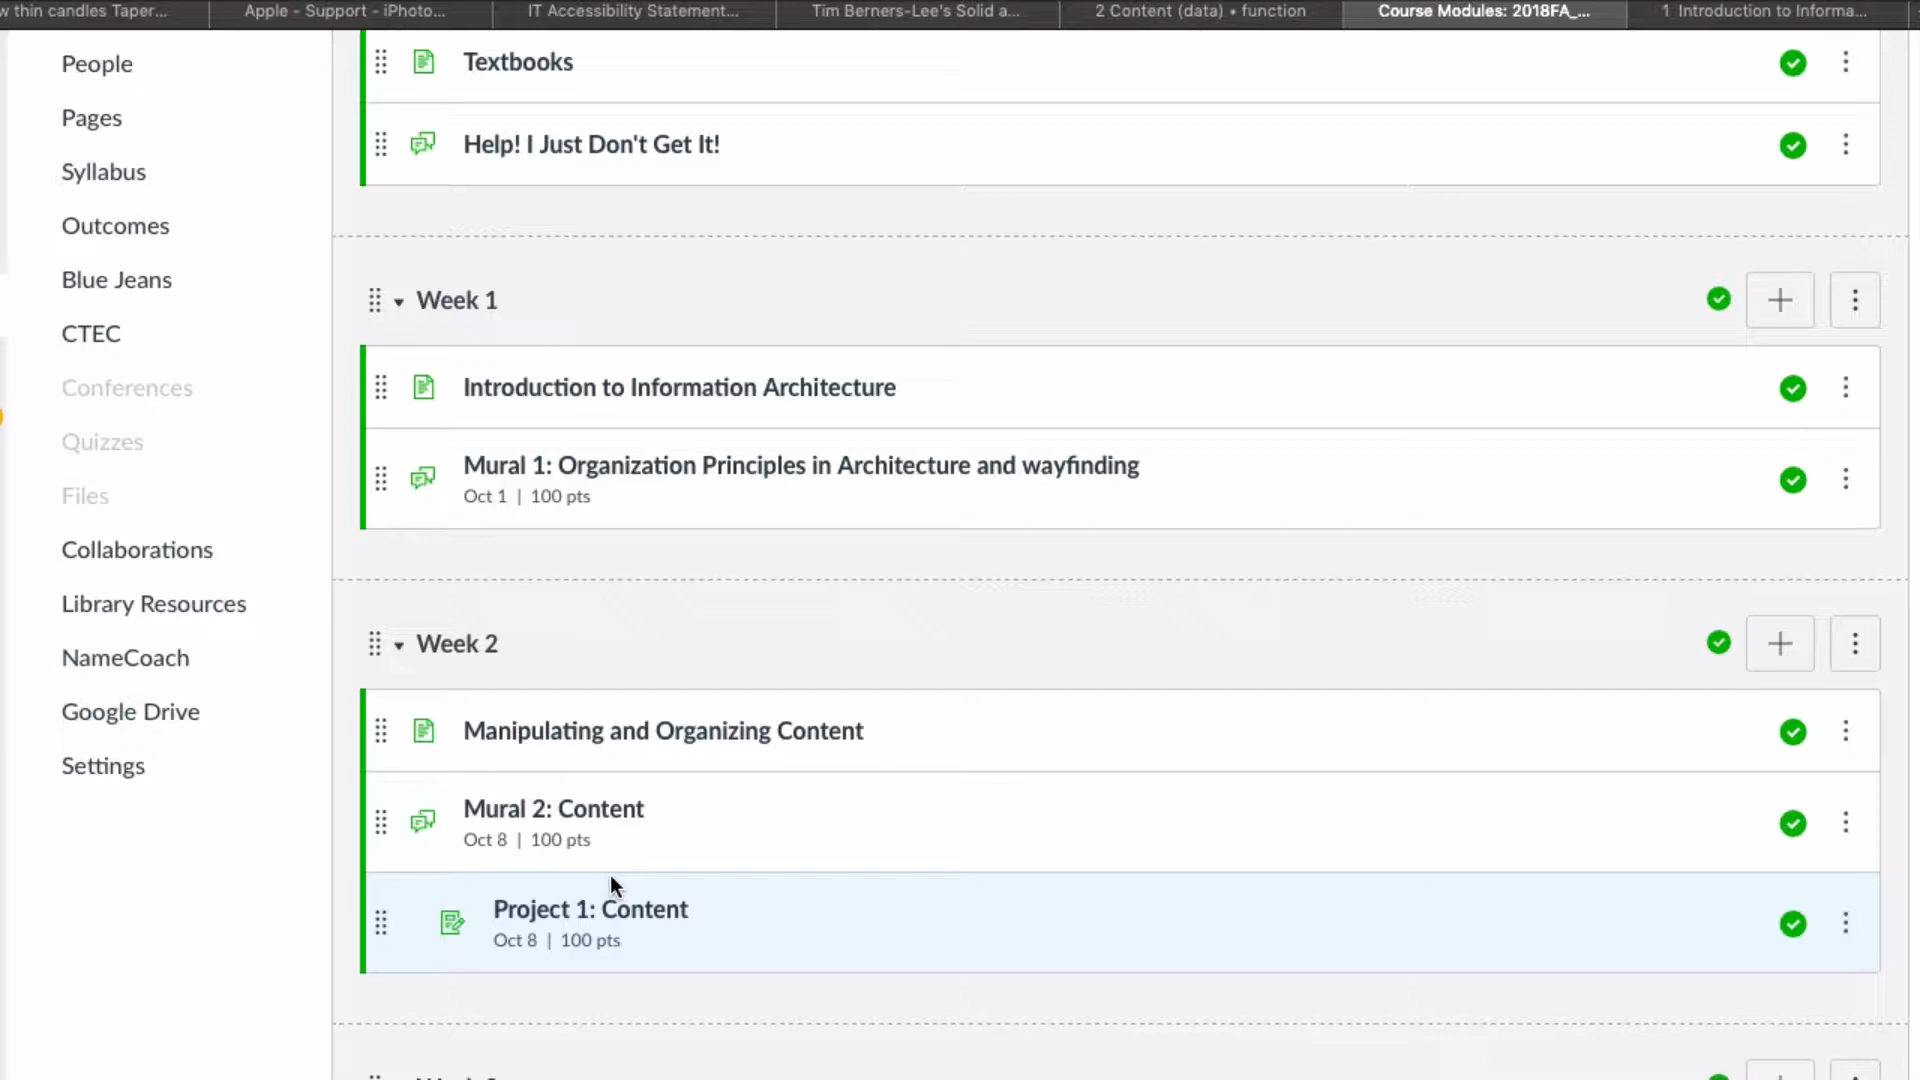 w thin candles Taper...
Apple - Support - iPhoto...
IT Accessibility Statement...
Tim Berners-Lee's Solid a...
2 Content (data) • function
Course Modules: 2018FA_...
1 Introduction to Informa...
People
Pages
Syllabus
Outcomes
Blue Jeans
CTEC
Conferences
Quizzes
Files
Collaborations
Library Resources
NameCoach
Google Drive
Settings
Textbooks
Help! I Just Don't Get It!
Week 1
Introduction to Information Architecture
Mural 1: Organization Principles in Architecture and wayfinding
Oct 1 | 100 pts
Week 2
Manipulating and Organizing Content
Mural 2: Content
Oct 8 | 100 pts
Project 1: Content
Oct 8 | 100 pts